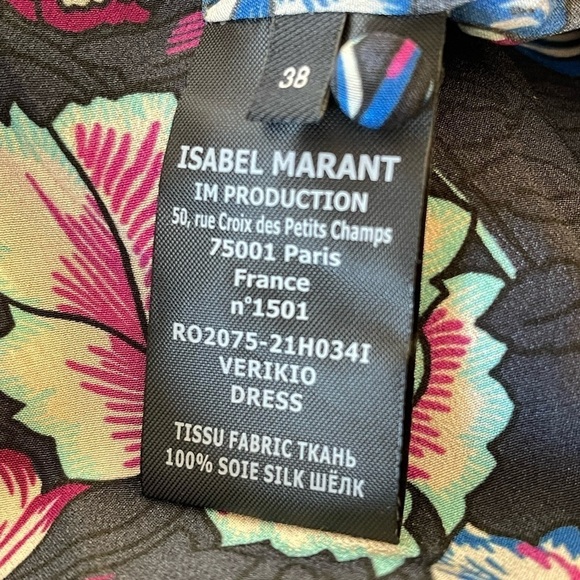 38
ISABEL MARANT
IM PRODUCTION
50, rue Croix des Petits Champs
75001 Paris
France
n°1501
RO2075-21H034I
VERIKIO
DRESS
TISSU FABRIC ТКАНЬ
100% SOIE SILK ШЁЛК